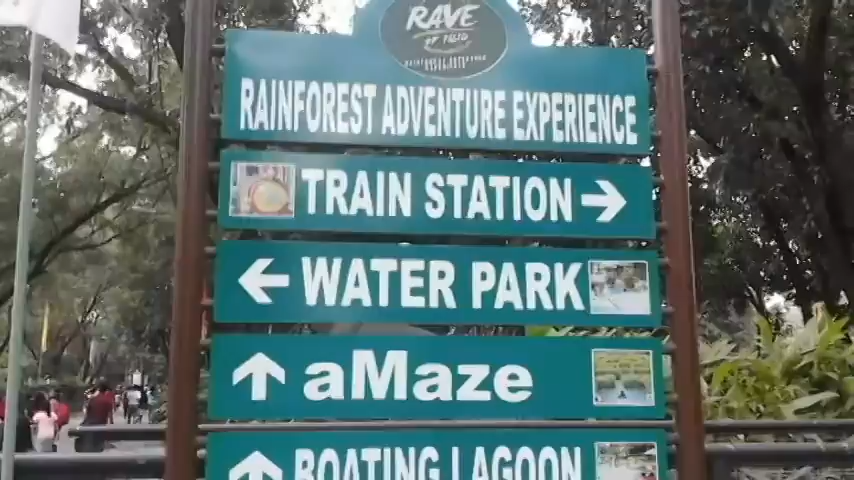 RAVE
RAINFOREST ADVENTURE EXPERIENCE
TRAIN STATION →
← WATER PARK
↑ aMaze
↑ BOATING LAGOON